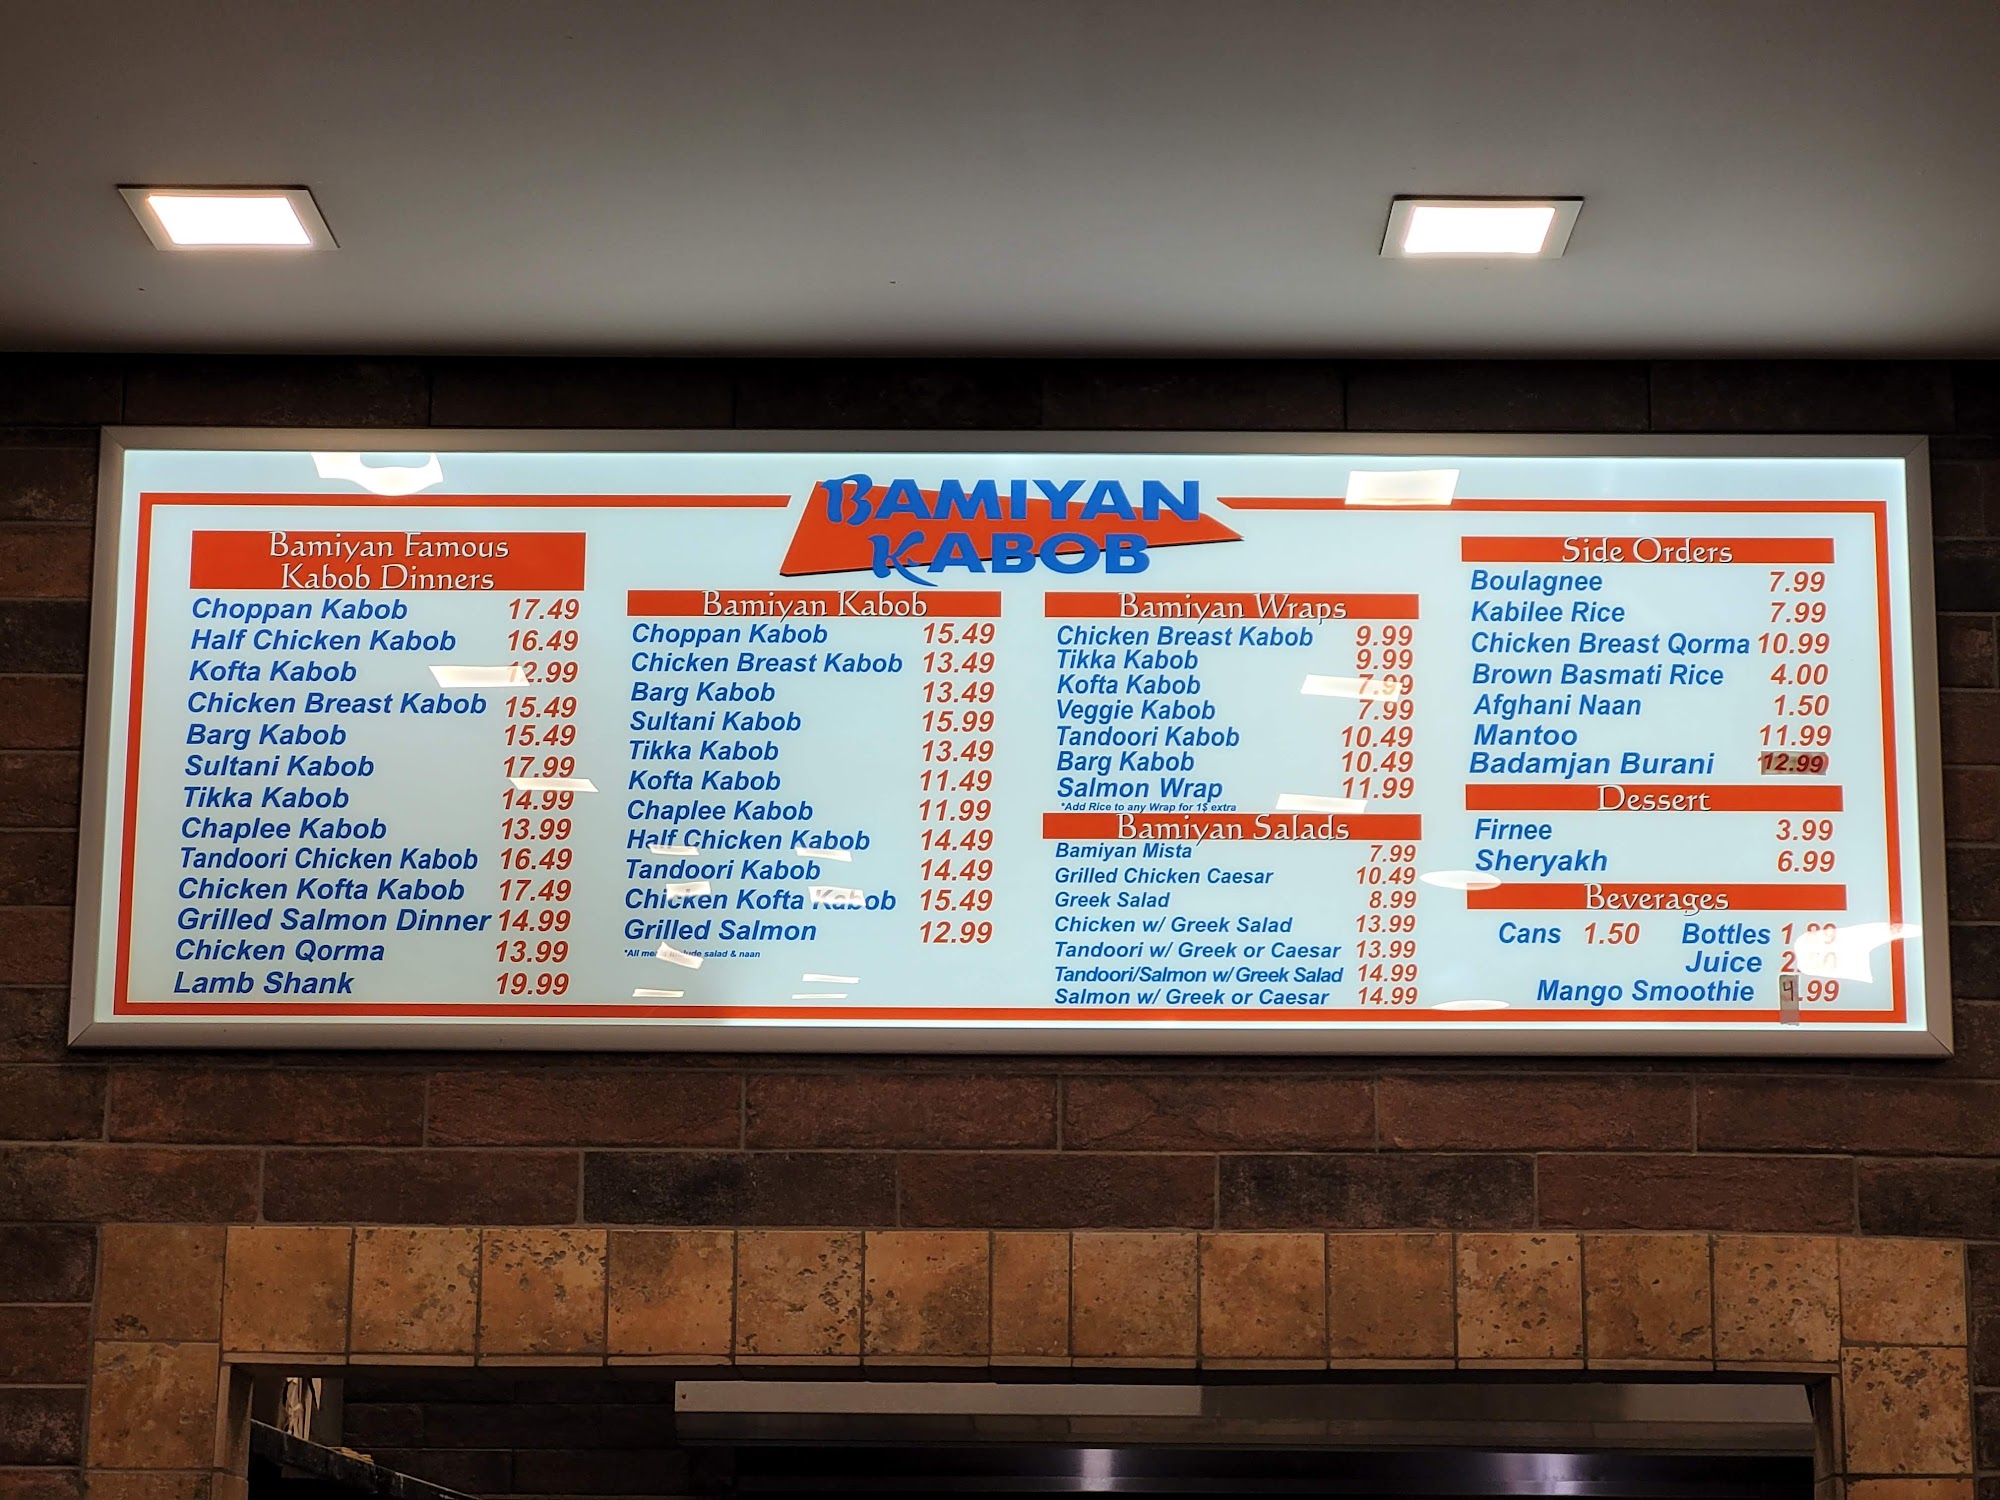 BAMIYAN
KABOB
Bamiyan Famous
Kabob Dinners
Choppan Kabob 17.49
Half Chicken Kabob 16.49
Kofta Kabob 12.99
Chicken Breast Kabob 15.49
Barg Kabob 15.49
Sultani Kabob 17.99
Tikka Kabob 14.99
Chaplee Kabob 13.99
Tandoori Chicken Kabob 16.49
Chicken Kofta Kabob 17.49
Grilled Salmon Dinner 14.99
Chicken Qorma 13.99
Lamb Shank 19.99
Bamiyan Kabob
Choppan Kabob 15.49
Chicken Breast Kabob 13.49
Barg Kabob 13.49
Sultani Kabob 15.99
Tikka Kabob 13.49
Kofta Kabob 11.49
Chaplee Kabob 11.99
Half Chicken Kabob 14.49
Tandoori Kabob 14.49
Chicken Kofta Kabob 15.49
Grilled Salmon 12.99
*All salad & naan
Bamiyan Wraps
Chicken Breast Kabob 9.99
Tikka Kabob 9.99
Kofta Kabob 7.99
Veggie Kabob 7.99
Tandoori Kabob 10.49
Barg Kabob 10.49
Salmon Wrap 11.99
*Add Rice to any Wrap for 1$ extra
Bamiyan Salads
Bamiyan Mista 7.99
Grilled Chicken Caesar 10.49
Greek Salad 8.99
Chicken w/ Greek Salad 13.99
Tandoori w/ Greek or Caesar 13.99
Tandoori/Salmon w/ Greek Salad 14.99
Salmon w/ Greek or Caesar 14.99
Side Orders
Boulagnee 7.99
Kabilee Rice 7.99
Chicken Breast Qorma 10.99
Brown Basmati Rice 4.00
Afghani Naan 1.50
Mantoo 11.99
Badamjan Burani 12.99
Dessert
Firnee 3.99
Sheryakh 6.99
Beverages
Cans 1.50 Bottles
Juice
Mango Smoothie 4.99